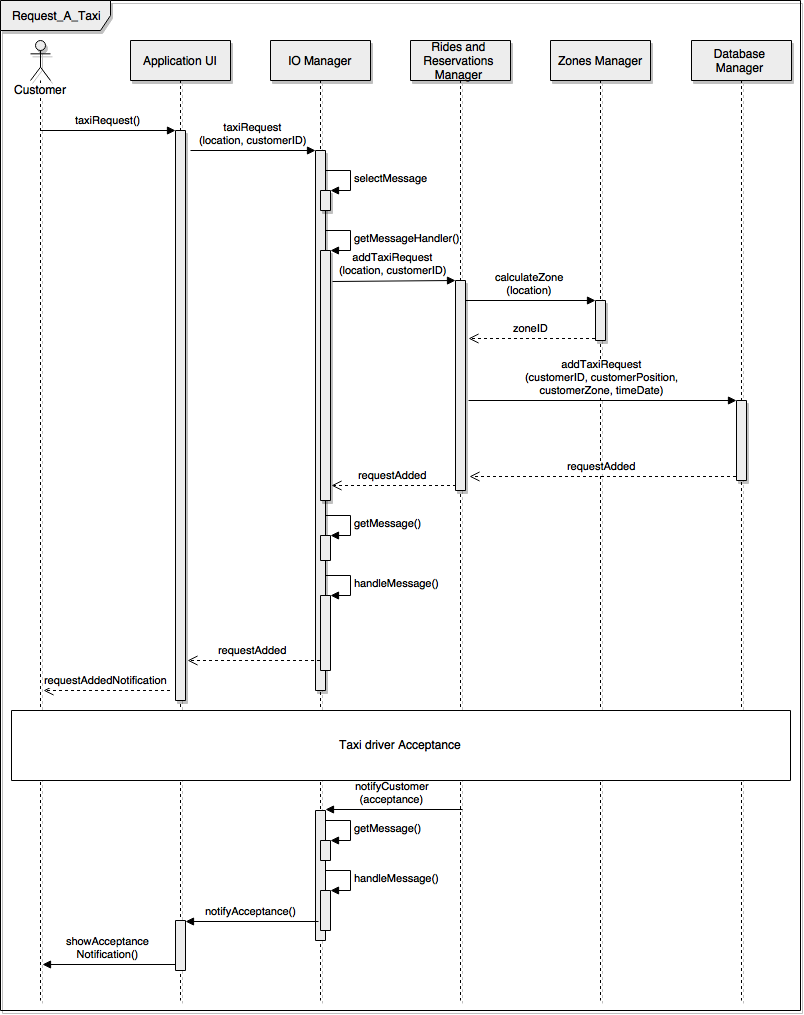 Request_A_Taxi
Customer
Application UI
IO Manager
Rides and
Reservations
Manager
Zones Manager
Database
Manager
taxiRequest()
taxiRequest
(location, customerID)
selectMessage
getMessageHandler()
addTaxiRequest
(location, customerID)
calculateZone
(location)
zoneID
addTaxiRequest
(customerID, customerPosition,
customerZone, timeDate)
requestAdded
requestAdded
getMessage()
handleMessage()
requestAdded
requestAddedNotification
Taxi driver Acceptance
notifyCustomer
(acceptance)
getMessage()
handleMessage()
notifyAcceptance()
showAcceptance
Notification()